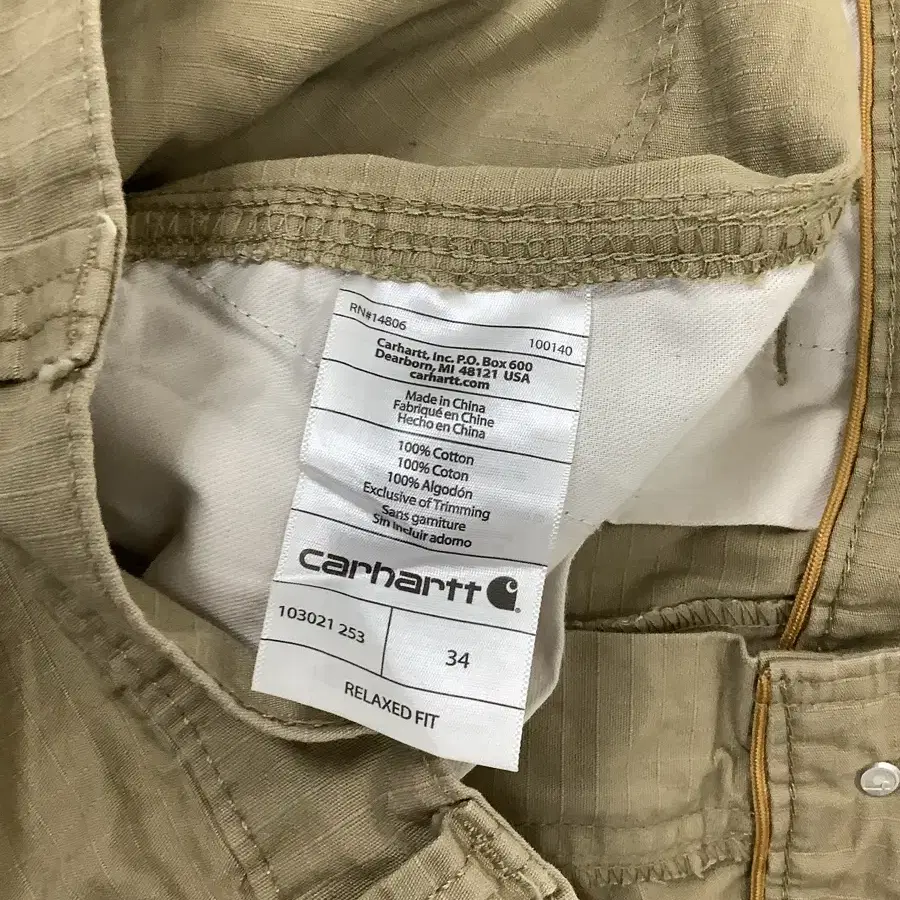 RN#14806
100140
Carhartt, Inc. P.O. Box 600
Dearborn, MI 48121 USA
carhartt.com
Made in China
Fabriqué en Chine
Hecho en China
100% Cotton
100% Coton
100% Algodón
Exclusive of Trimming
Sans garniture
Sin incluir adorno
carhartt
103021 253
34
RELAXED FIT